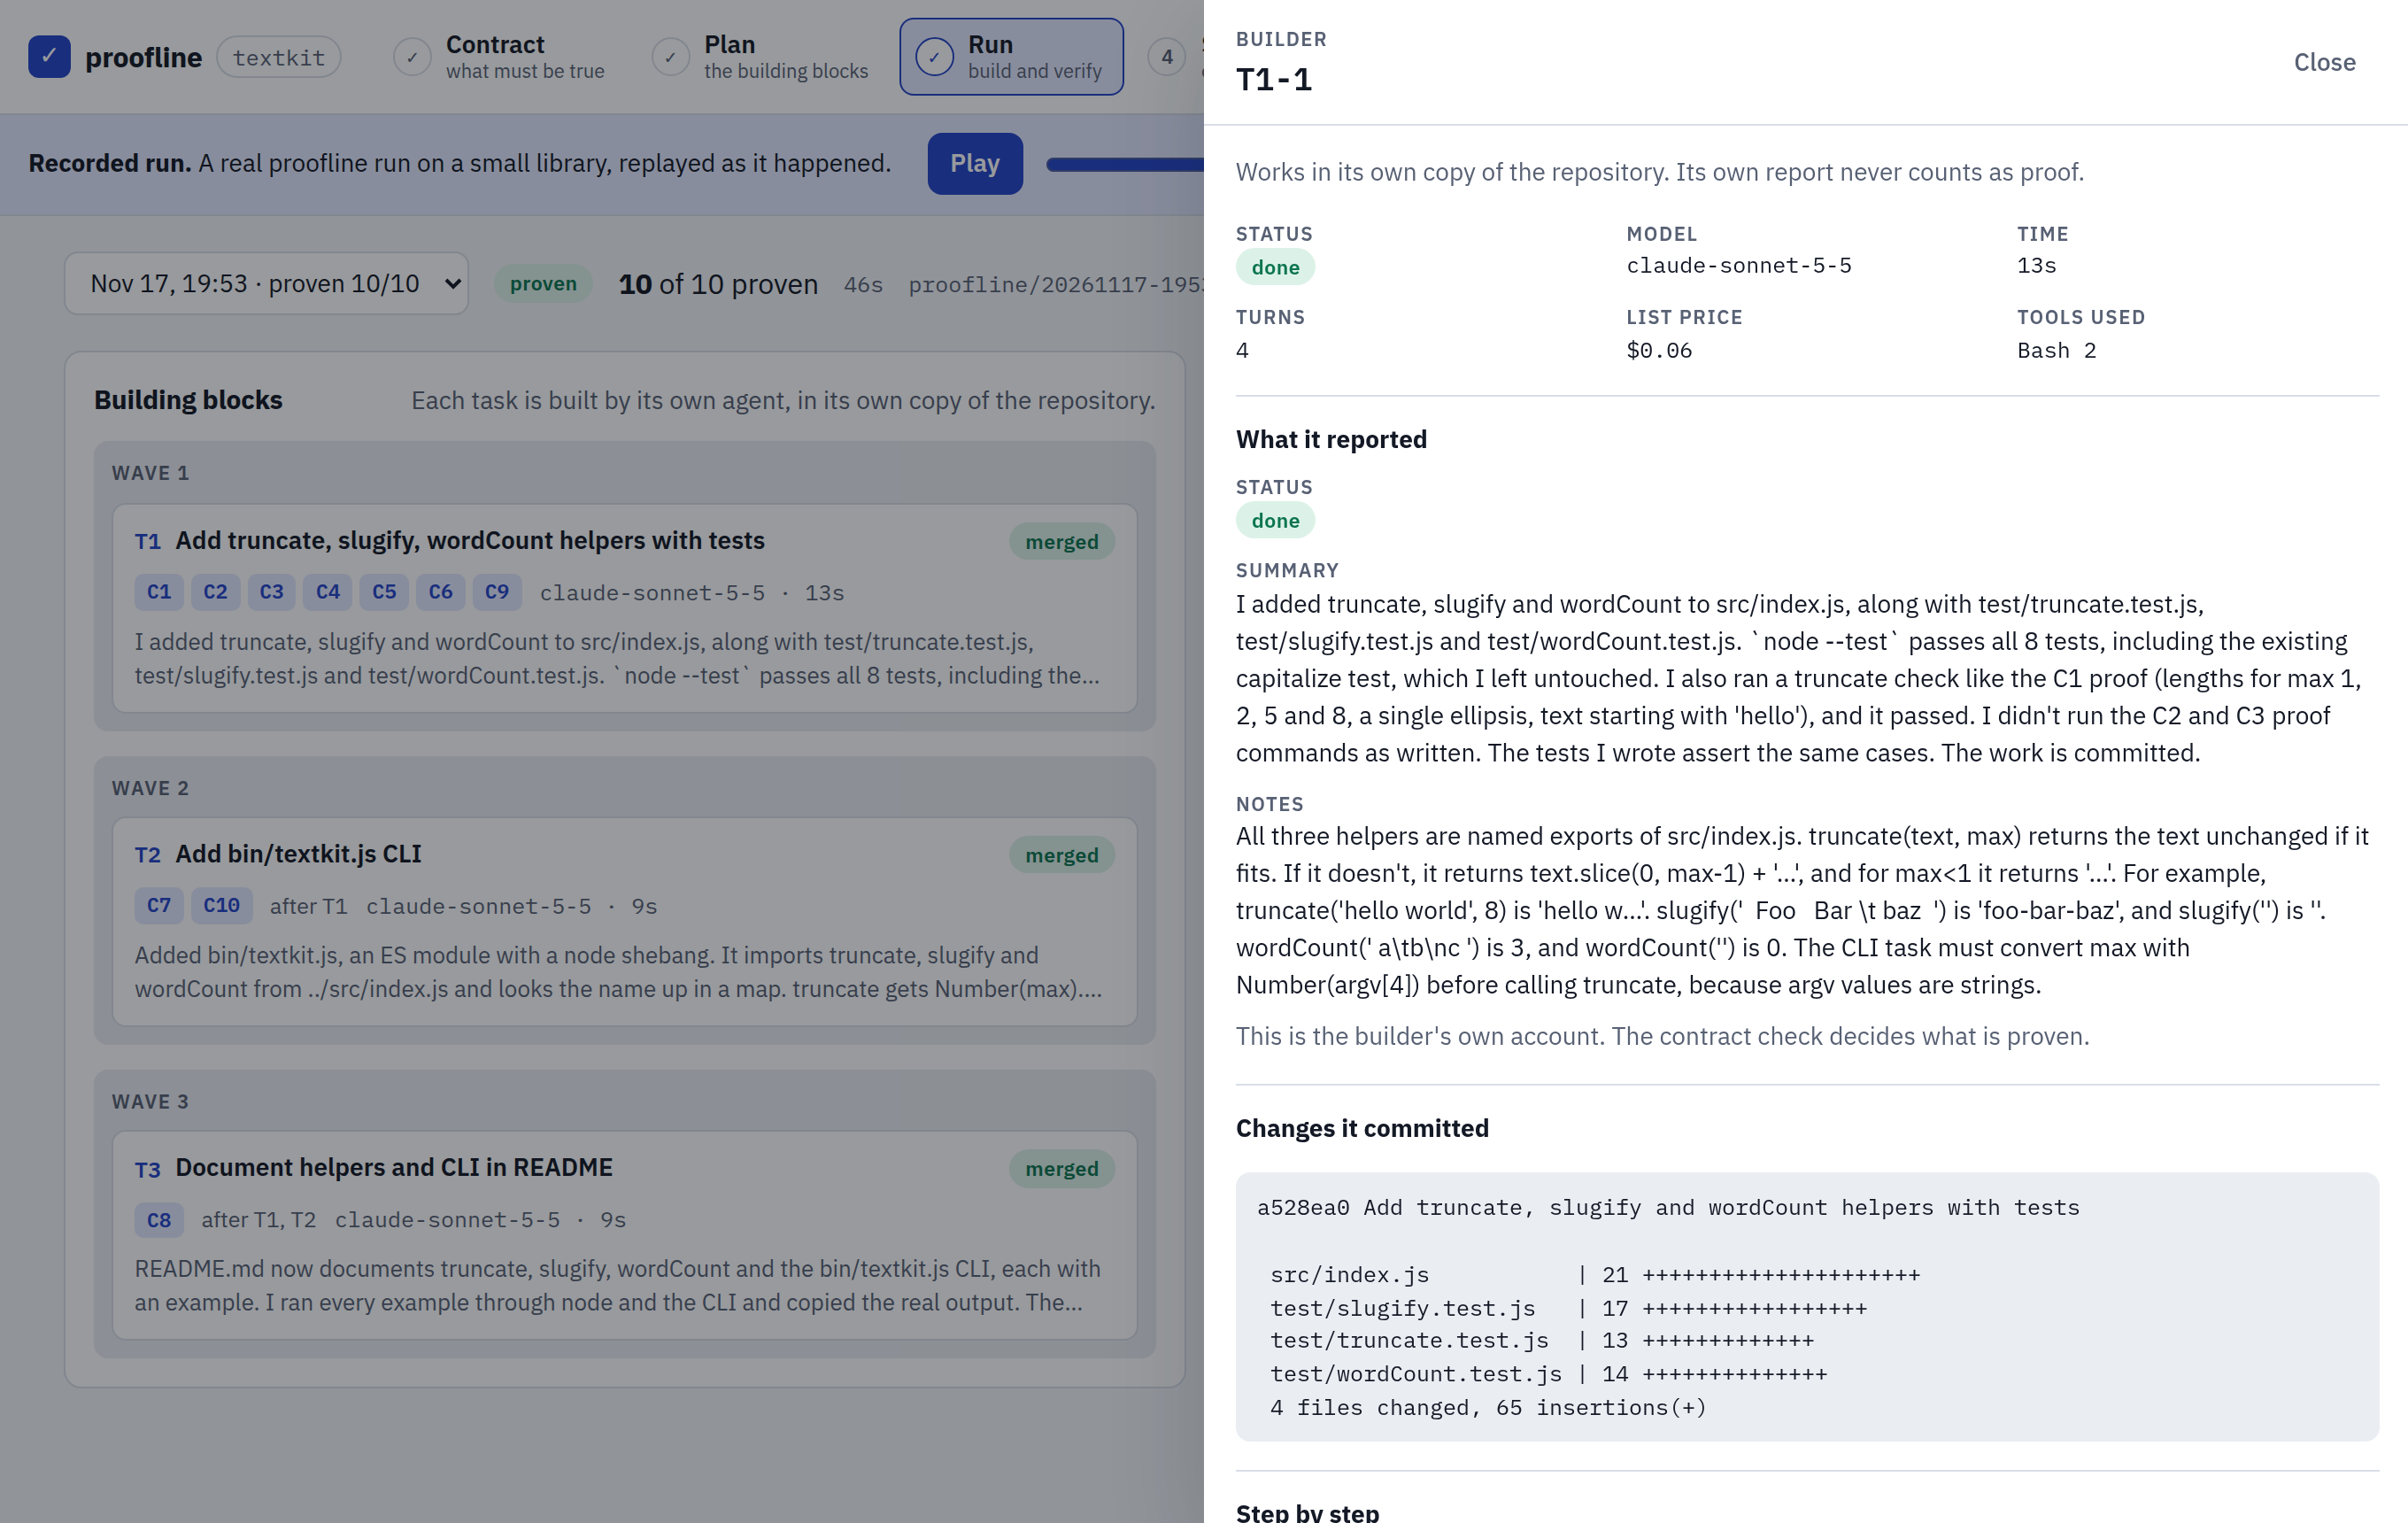 proofline textkit
Contract
what must be true
Plan
the building blocks
Run
build and verify
4
Recorded run. A real proofline run on a small library, replayed as it happened.
Play
Nov 17, 19:53 · proven 10/10
proven
10 of 10 proven
46s
proofline/20261117-195
Building blocks
Each task is built by its own agent, in its own copy of the repository.
WAVE 1
T1 Add truncate, slugify, wordCount helpers with tests
merged
C1 C2 C3 C4 C5 C6 C9 claude-sonnet-5-5 · 13s
I added truncate, slugify and wordCount to src/index.js, along with test/truncate.test.js,
test/slugify.test.js and test/wordCount.test.js. `node --test` passes all 8 tests, including the...
WAVE 2
T2 Add bin/textkit.js CLI
merged
C7 C10 after T1 claude-sonnet-5-5 · 9s
Added bin/textkit.js, an ES module with a node shebang. It imports truncate, slugify and
wordCount from ../src/index.js and looks the name up in a map. truncate gets Number(max)....
WAVE 3
T3 Document helpers and CLI in README
merged
C8 after T1, T2 claude-sonnet-5-5 · 9s
README.md now documents truncate, slugify, wordCount and the bin/textkit.js CLI, each with
an example. I ran every example through node and the CLI and copied the real output. The...
BUILDER
T1-1
Close
Works in its own copy of the repository. Its own report never counts as proof.
STATUS
done
MODEL
claude-sonnet-5-5
TIME
13s
TURNS
4
LIST PRICE
$0.06
TOOLS USED
Bash 2
What it reported
STATUS
done
SUMMARY
I added truncate, slugify and wordCount to src/index.js, along with test/truncate.test.js,
test/slugify.test.js and test/wordCount.test.js. `node --test` passes all 8 tests, including the existing
capitalize test, which I left untouched. I also ran a truncate check like the C1 proof (lengths for max 1,
2, 5 and 8, a single ellipsis, text starting with 'hello'), and it passed. I didn't run the C2 and C3 proof
commands as written. The tests I wrote assert the same cases. The work is committed.
NOTES
All three helpers are named exports of src/index.js. truncate(text, max) returns the text unchanged if it
fits. If it doesn't, it returns text.slice(0, max-1) + '…', and for max<1 it returns '…'. For example,
truncate('hello world', 8) is 'hello w…'. slugify('  Foo   Bar \t baz  ') is 'foo-bar-baz', and slugify('') is ''.
wordCount(' a\tb\nc ') is 3, and wordCount('') is 0. The CLI task must convert max with
Number(argv[4]) before calling truncate, because argv values are strings.
This is the builder's own account. The contract check decides what is proven.
Changes it committed
a528ea0 Add truncate, slugify and wordCount helpers with tests
src/index.js | 21 +++++++++++++++++++++
test/slugify.test.js | 17 +++++++++++++++++
test/truncate.test.js | 13 +++++++++++++
test/wordCount.test.js | 14 ++++++++++++++
4 files changed, 65 insertions(+)
Step by step